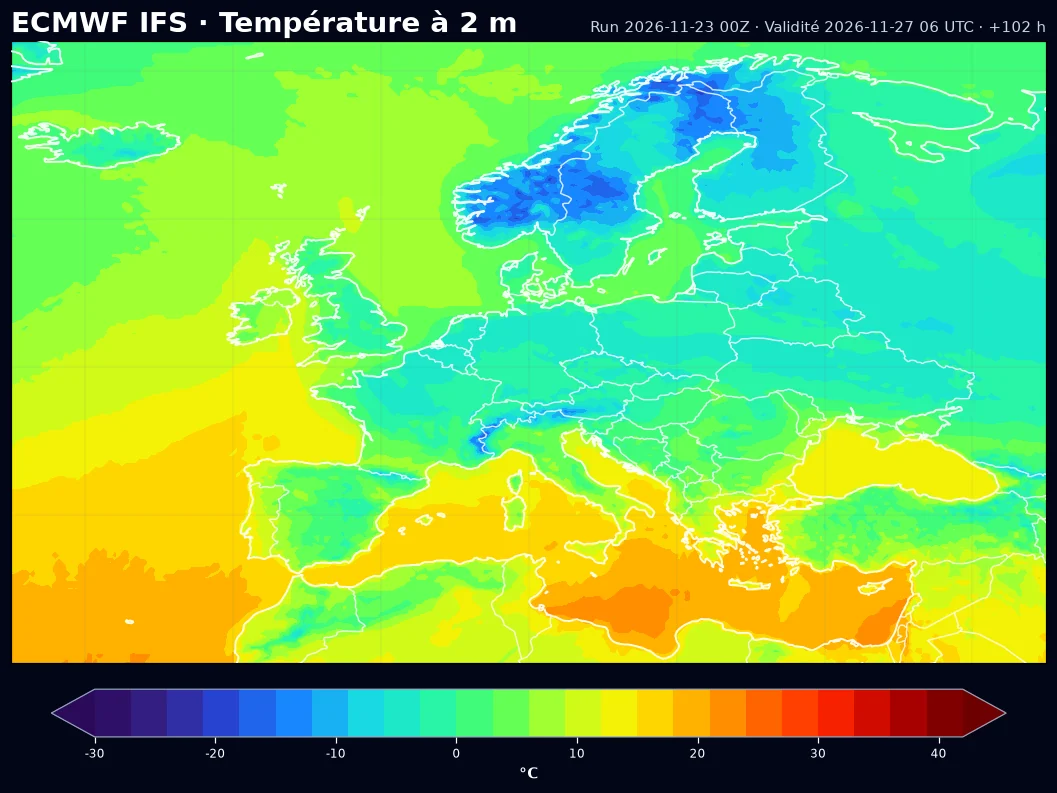 ECMWF IFS · Température à 2 m
Run 2026-11-23 00Z · Validité 2026-11-27 06 UTC · +102 h
-30 -20 -10 0 10 20 30 40
°C